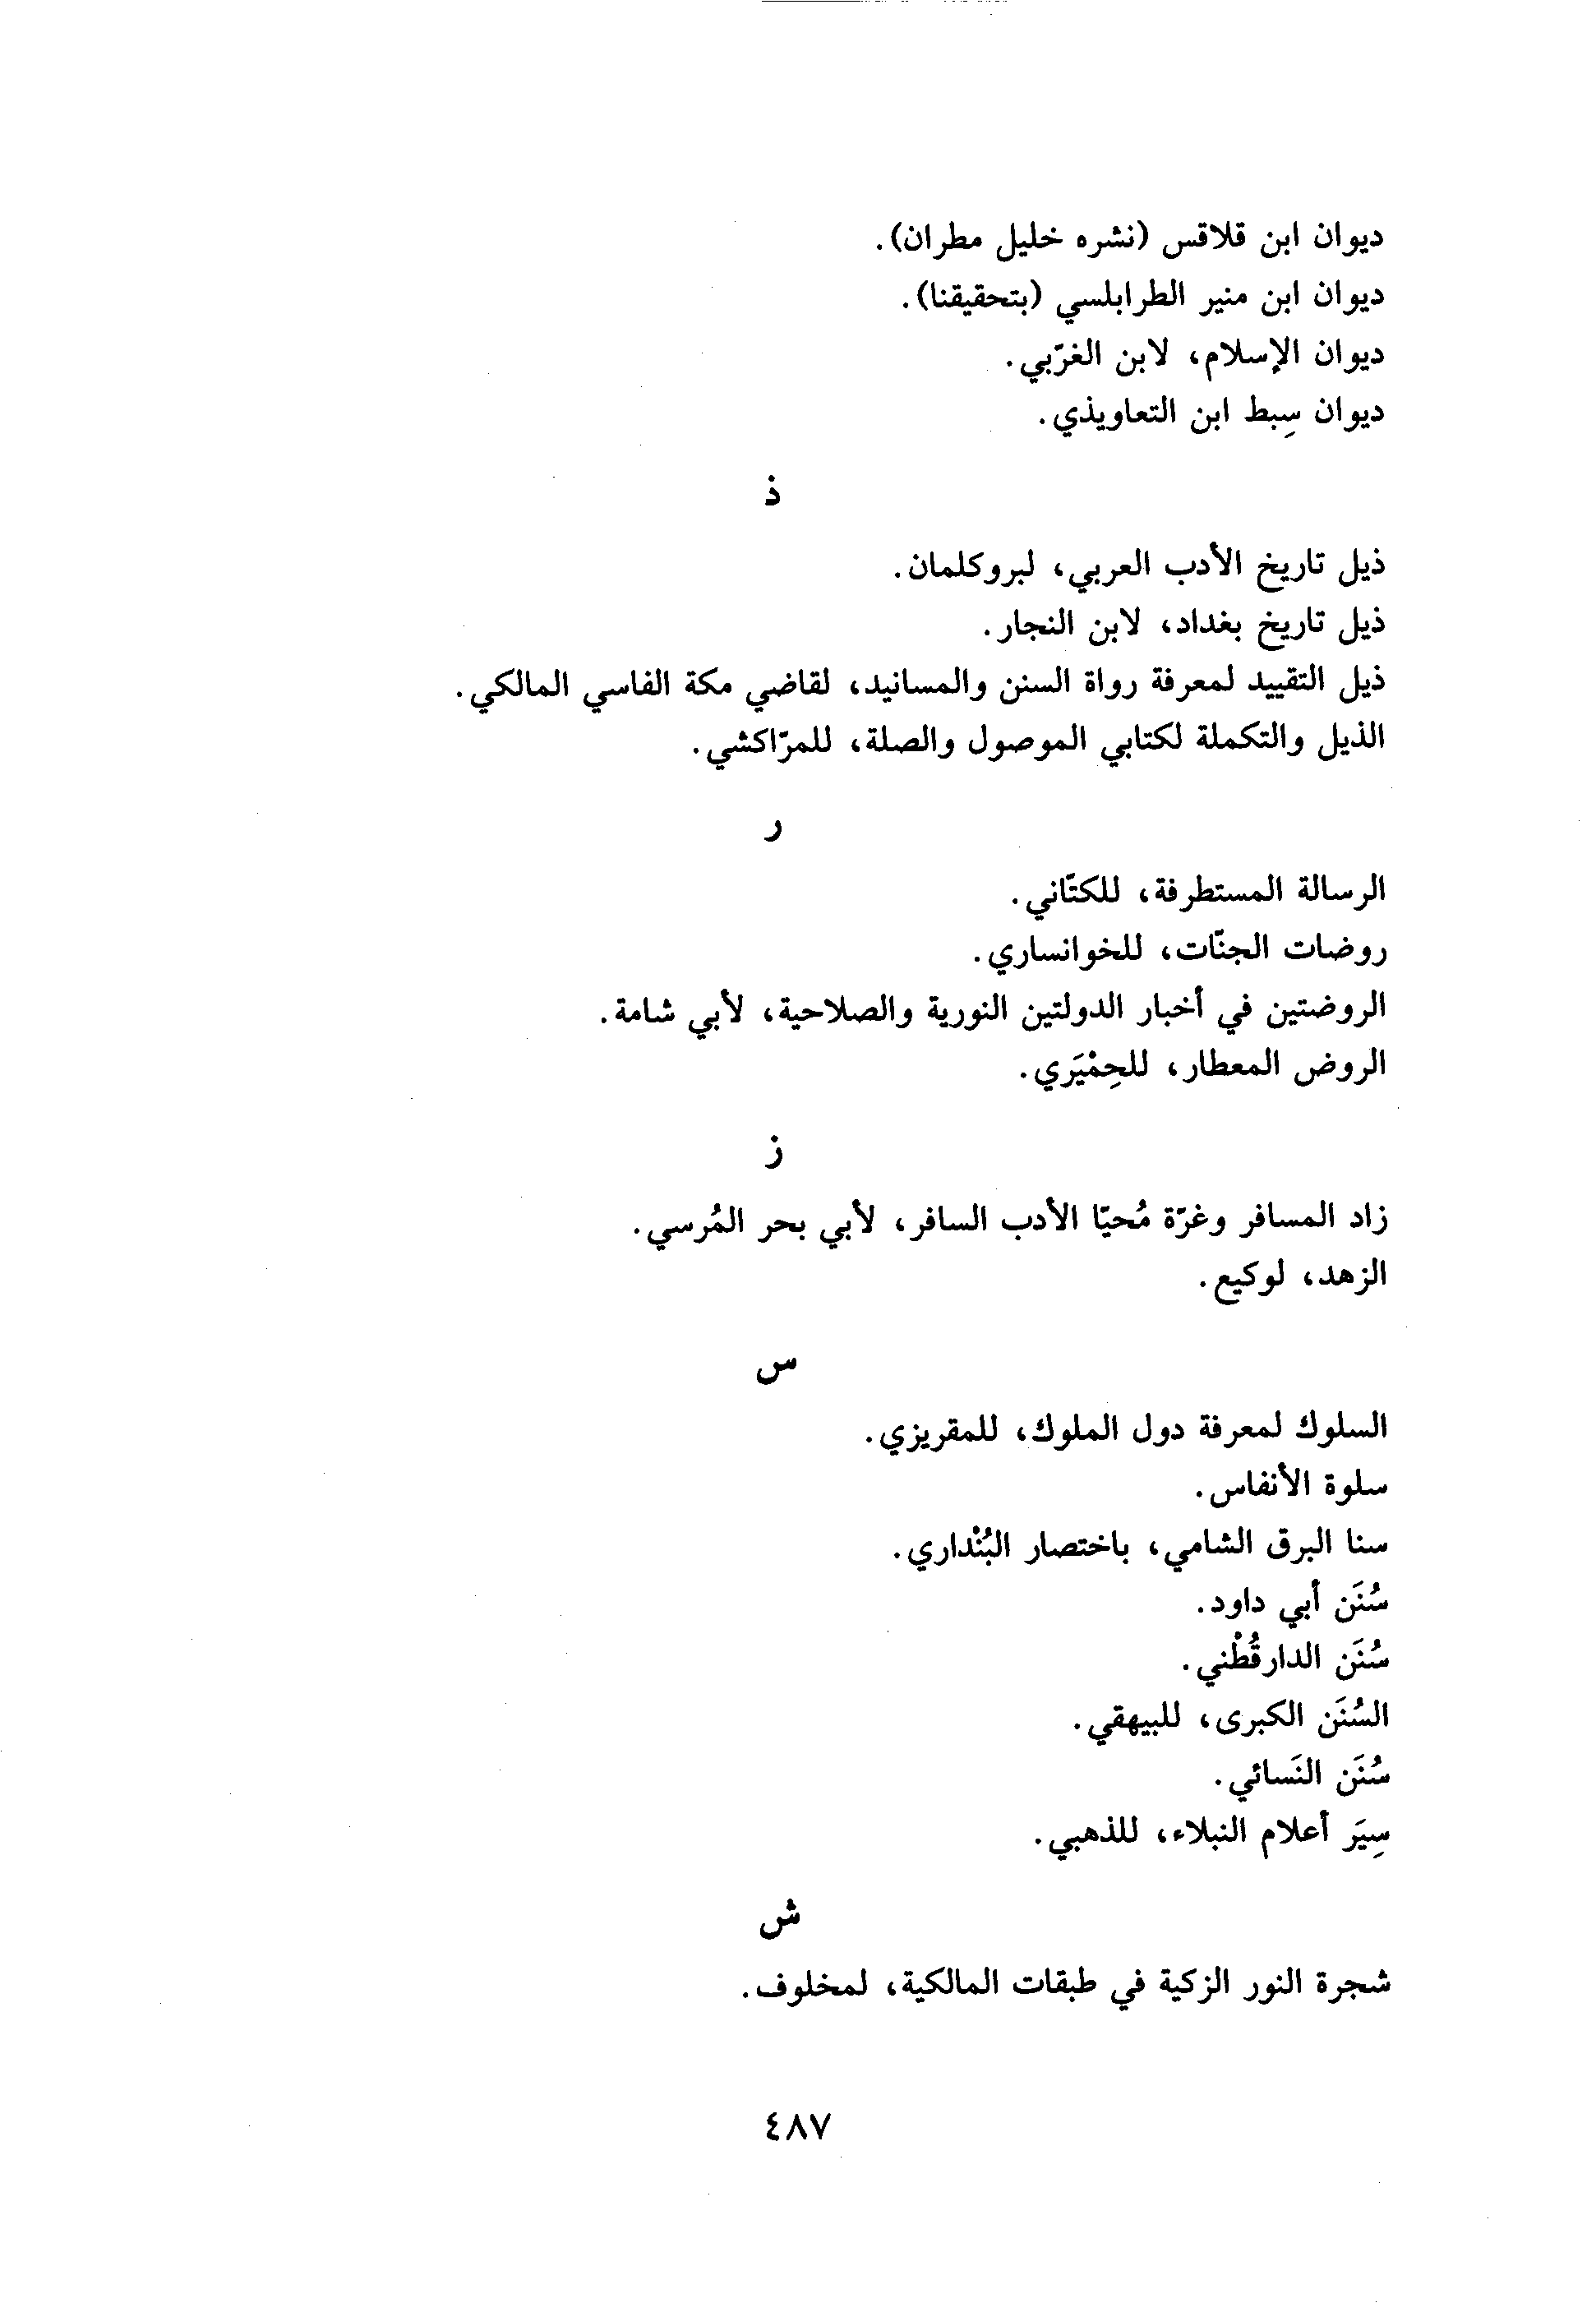 ديوان ابن قلاقس (نشره خليل مطران).
ديوان ابن منير الطرابلسي (بتحقيقنا).
ديوان الإسلام، لابن الغرّبي.
ديوان سِبط ابن التعاويذي.
ذ
ذيل تاريخ الأدب العربي، لبروكلمان.
ذيل تاريخ بغداد، لابن النجار.
ذيل التقييد لمعرفة رواة السنن والمسانيد، لقاضي مكة الفاسي المالكي.
الذيل والتكملة لكتابي الموصول والصلة، للمرّاكشي.
ر
الرسالة المستطرفة، للكتّاني.
روضات الجنّات، للخوانساري.
الروضتين في أخبار الدولتين النورية والصلاحية، لأبي شامة.
الروض المعطار، للحِمْيَري.
ز
زاد المسافر وغرّة مُحيّا الأدب السافر، لأبي بحر المُرسي.
الزهد، لوكيع.
س
السلوك لمعرفة دول الملوك، للمقريزي.
سلوة الأنفاس.
سنا البرق الشامي، باختصار البُنْداري.
سُنَن أبي داود.
سُنَن الدارقُطْني.
السُنَن الكبرى، للبيهقي.
سُنَن النَسائي.
سِيَر أعلام النبلاء، للذهبي.
ش
شجرة النور الزكية في طبقات المالكية، لمخلوف.
٤٨٧